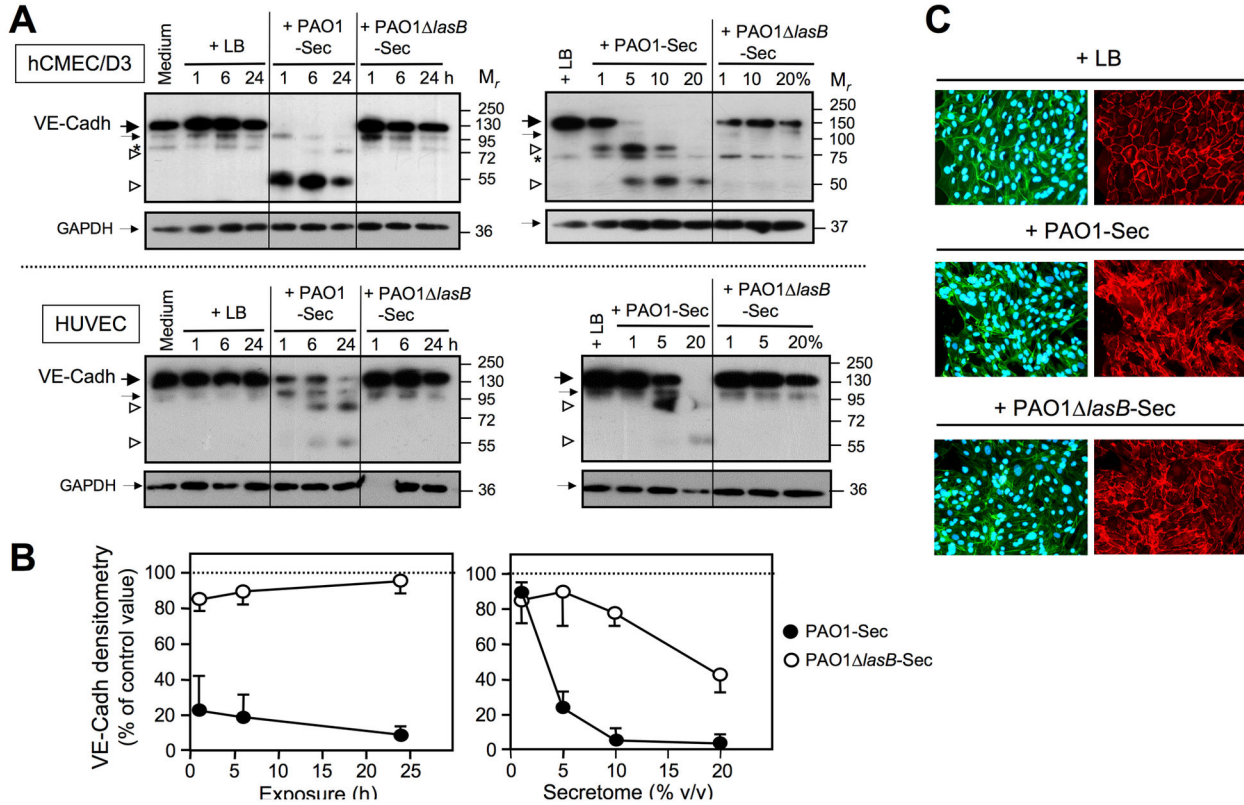 A
C
hCMEC/D3
Medium
+ LB
+ PAO1
-Sec
+ PAO1ΔlasB
-Sec
1 6 24 1 6 24 1 6 24 h
Mr
VE-Cadh
*
250
130
95
72
55
GAPDH
36
+ LB
+ PAO1-Sec
+ PAO1ΔlasB
-Sec
1 5 10 20 1 10 20%
Mr
*
250
150
100
75
50
37
HUVEC
Medium
+ LB
+ PAO1
-Sec
+ PAO1ΔlasB
-Sec
1 6 24 1 6 24 1 6 24 h
VE-Cadh
250
130
95
72
55
GAPDH
36
+ LB
+ PAO1-Sec
+ PAO1ΔlasB
-Sec
1 5 20 1 5 20%
250
130
95
72
55
36
+ LB
+ PAO1-Sec
+ PAO1ΔlasB-Sec
B
VE-Cadh densitometry
(% of control value)
100
80
60
40
20
0
0 5 10 15 20 25
Exposure (h)
100
80
60
40
20
0
0 5 10 15 20
Secretome (% v/v)
PAO1-Sec
PAO1ΔlasB-Sec